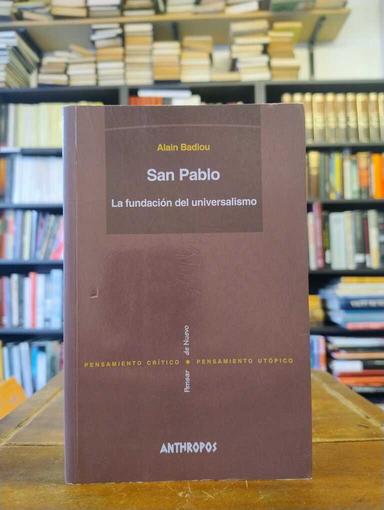 Alain Badiou
San Pablo
La fundación del universalismo
PENSAMIENTO CRÍTICO ✦ PENSAMIENTO UTÓPICO
Pensar de Nuevo
ANTHROPOS